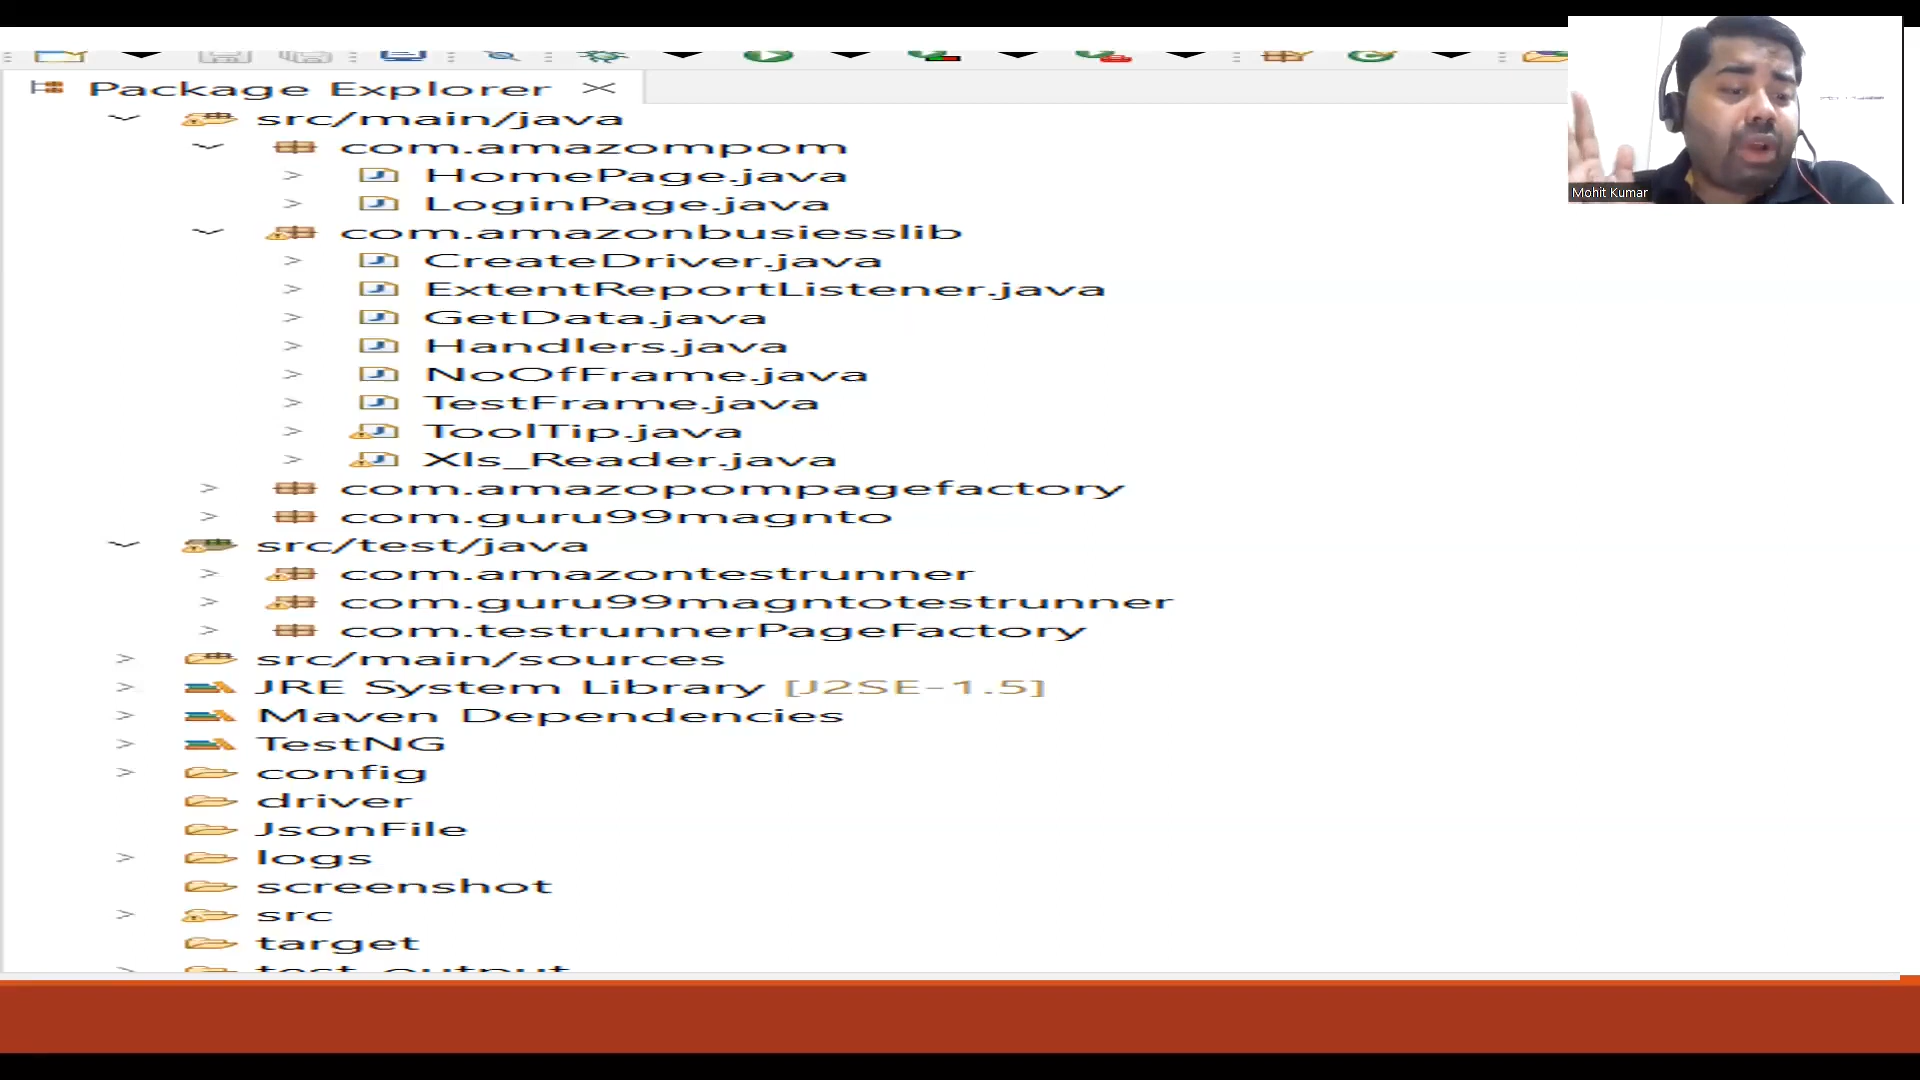 Package Explorer
src/main/java
com.amazompom
HomePage.java
LoginPage.java
com.amazonbusiesslib
CreateDriver.java
ExtentReportListener.java
GetData.java
Handlers.java
NoOfFrame.java
TestFrame.java
ToolTip.java
Xls_Reader.java
com.amazopompagefactory
com.guru99magnto
src/test/java
com.amazontestrunner
com.guru99magntotestrunner
com.testrunnerPageFactory
src/main/sources
JRE System Library [J2SE-1.5]
Maven Dependencies
TestNG
config
driver
JsonFile
logs
screenshot
src
target
Mohit Kumar